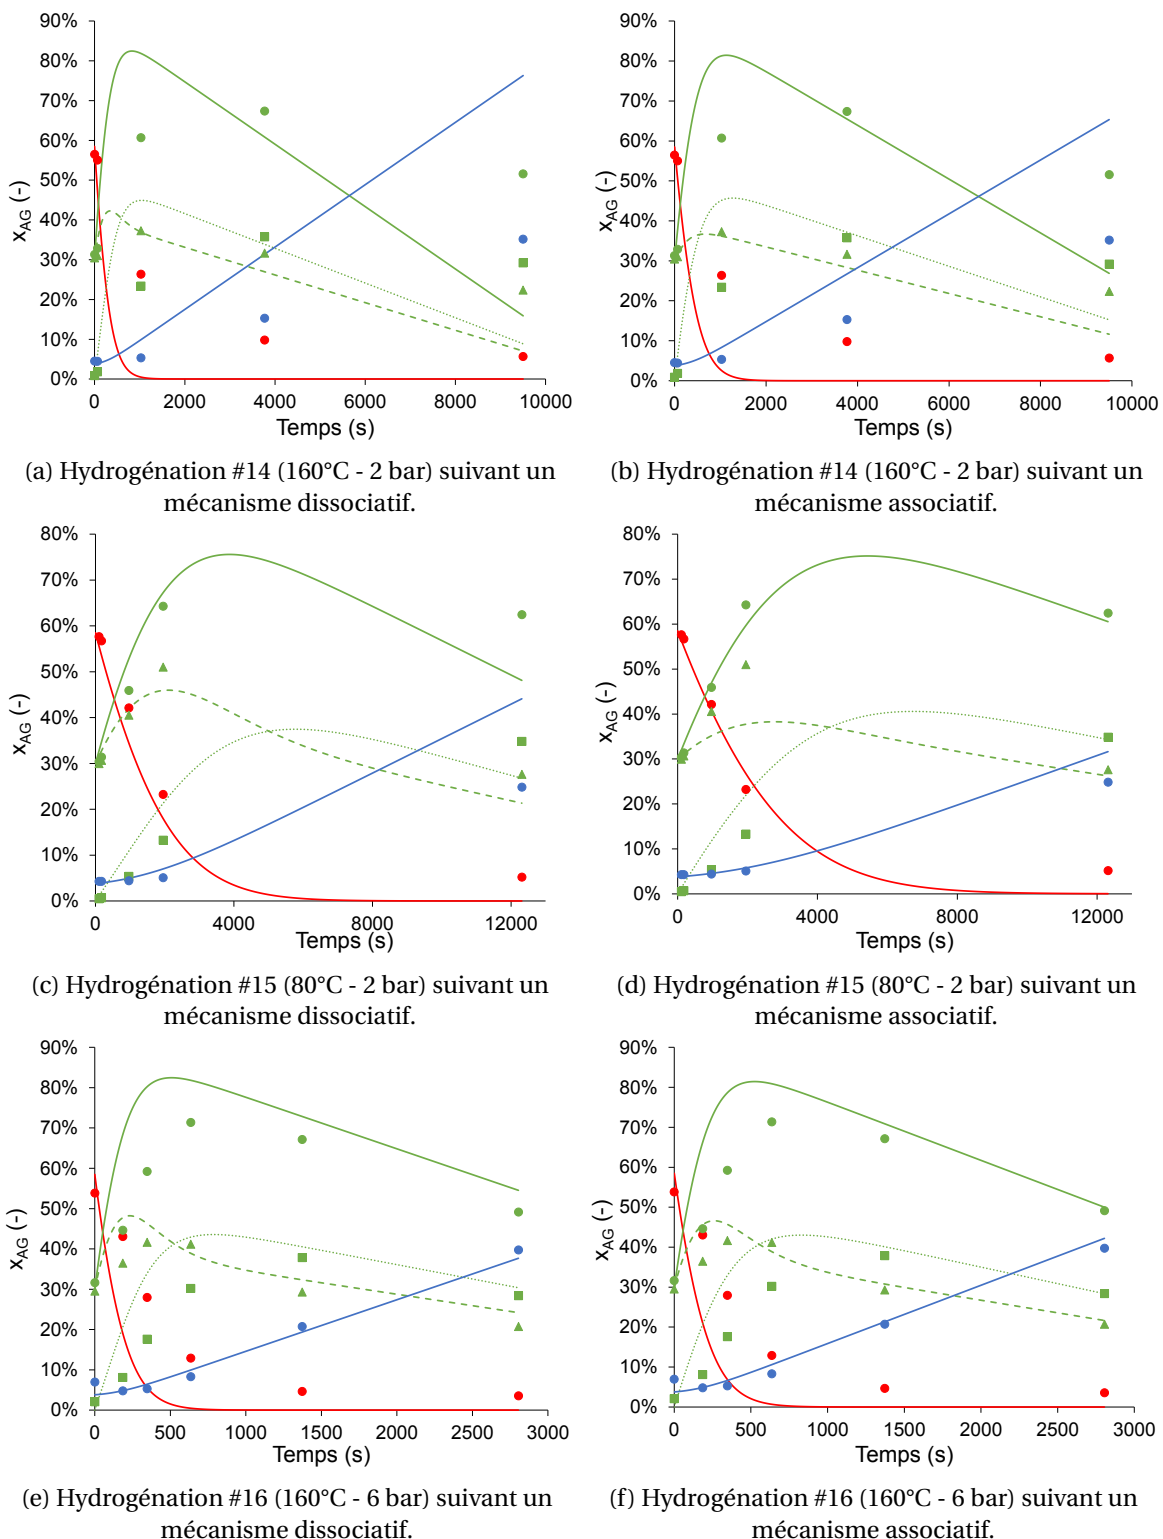 90%
80%
70%
60%
50%
40%
30%
20%
10%
0%
x_AG (-)
0 2000 4000 6000 8000 10000
Temps (s)
(a) Hydrogénation #14 (160°C - 2 bar) suivant un
mécanisme dissociatif.
90%
80%
70%
60%
50%
40%
30%
20%
10%
0%
x_AG (-)
0 2000 4000 6000 8000 10000
Temps (s)
(b) Hydrogénation #14 (160°C - 2 bar) suivant un
mécanisme associatif.
80%
70%
60%
50%
40%
30%
20%
10%
0%
x_AG (-)
0 4000 8000 12000
Temps (s)
(c) Hydrogénation #15 (80°C - 2 bar) suivant un
mécanisme dissociatif.
80%
70%
60%
50%
40%
30%
20%
10%
0%
x_AG (-)
0 4000 8000 12000
Temps (s)
(d) Hydrogénation #15 (80°C - 2 bar) suivant un
mécanisme associatif.
90%
80%
70%
60%
50%
40%
30%
20%
10%
0%
x_AG (-)
0 500 1000 1500 2000 2500 3000
Temps (s)
(e) Hydrogénation #16 (160°C - 6 bar) suivant un
mécanisme dissociatif.
90%
80%
70%
60%
50%
40%
30%
20%
10%
0%
x_AG (-)
0 500 1000 1500 2000 2500 3000
Temps (s)
(f) Hydrogénation #16 (160°C - 6 bar) suivant un
mécanisme associatif.